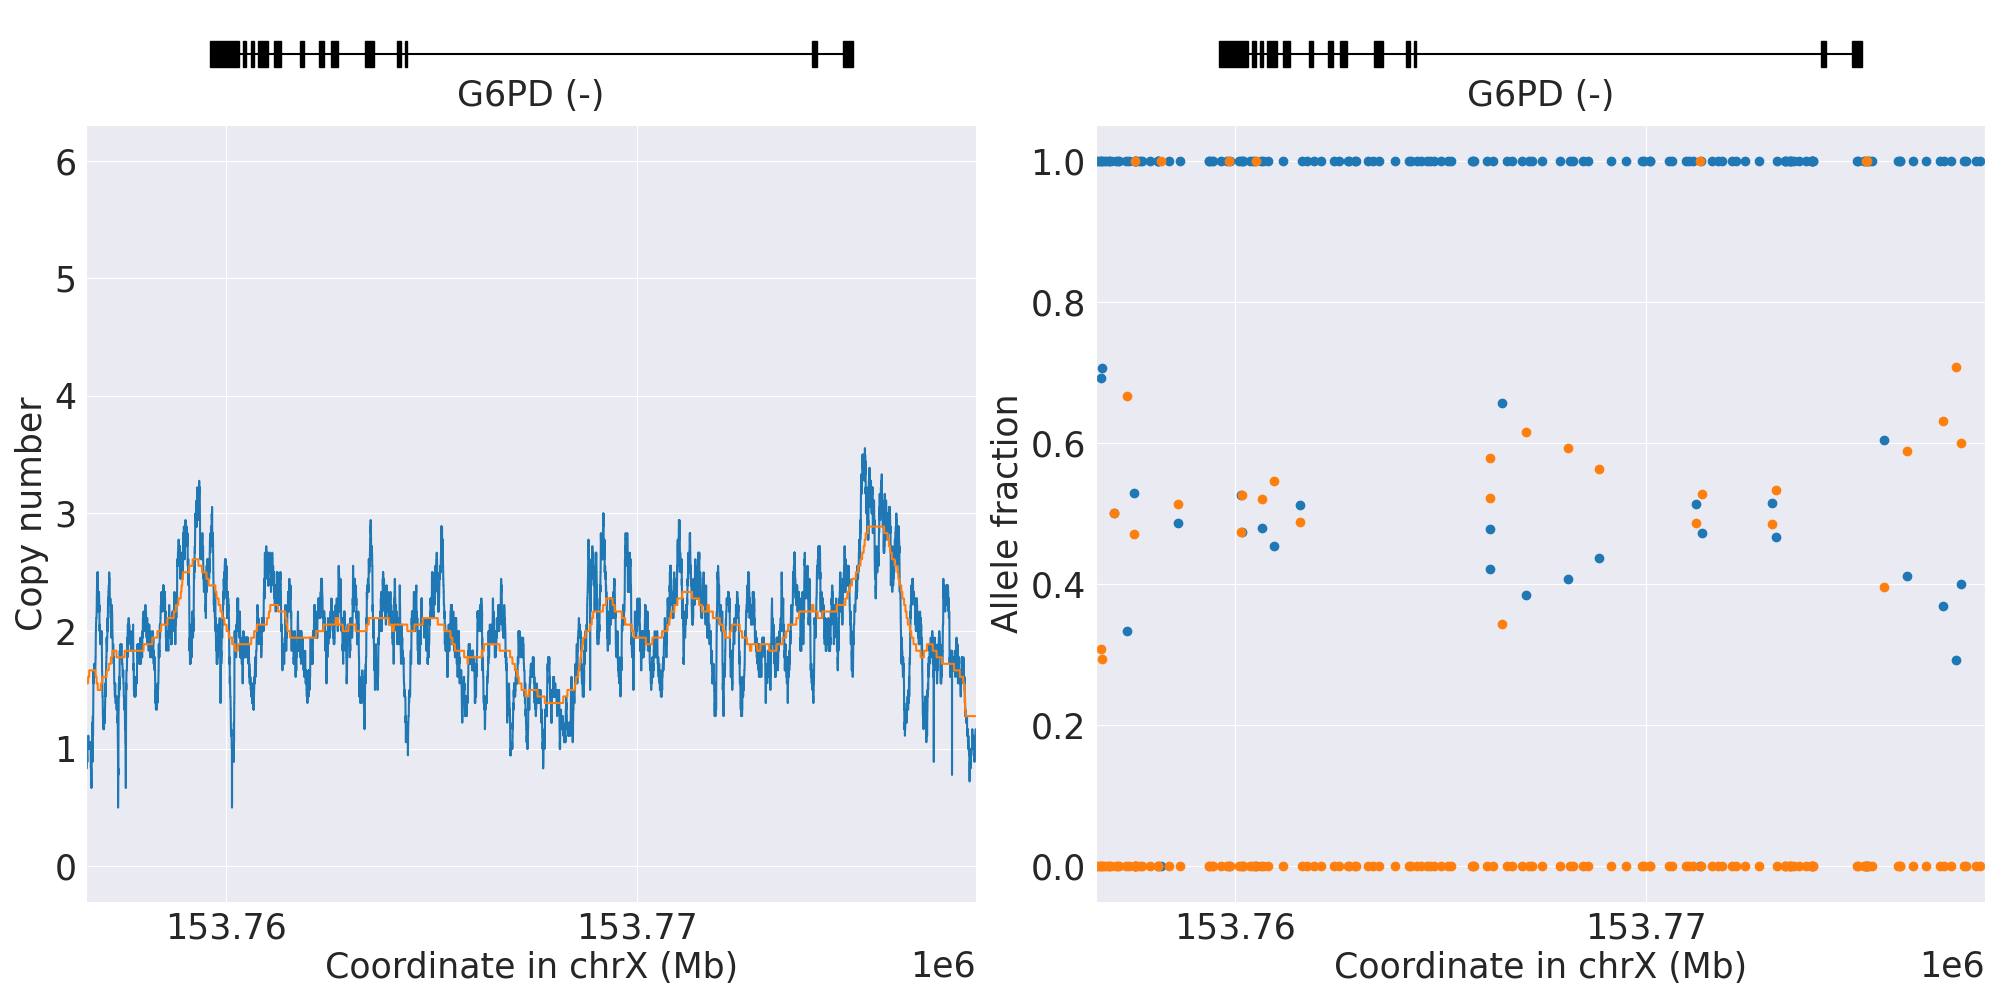 G6PD (-)
G6PD (-)
Copy number
6
5
4
3
2
1
0
153.76
153.77
Coordinate in chrX (Mb)
1e6
Allele fraction
1.0
0.8
0.6
0.4
0.2
0.0
153.76
153.77
Coordinate in chrX (Mb)
1e6